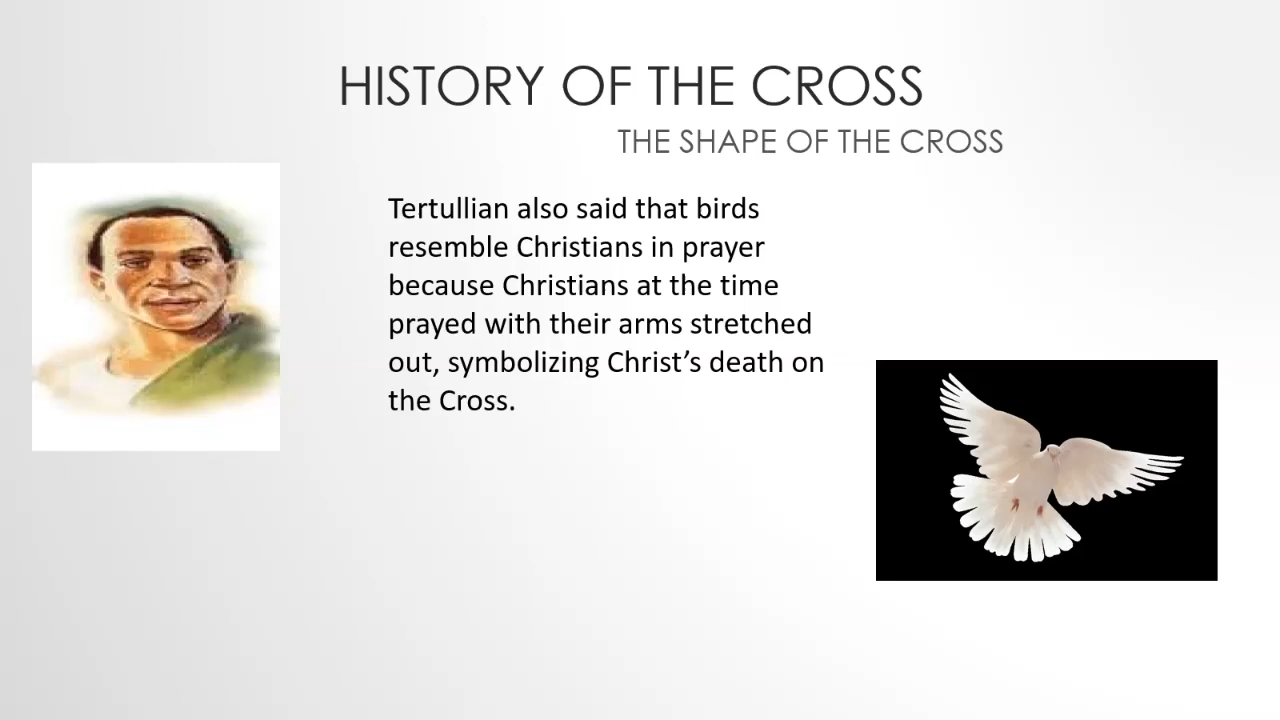 HISTORY OF THE CROSS
THE SHAPE OF THE CROSS
Tertullian also said that birds
resemble Christians in prayer
because Christians at the time
prayed with their arms stretched
out, symbolizing Christ’s death on
the Cross.